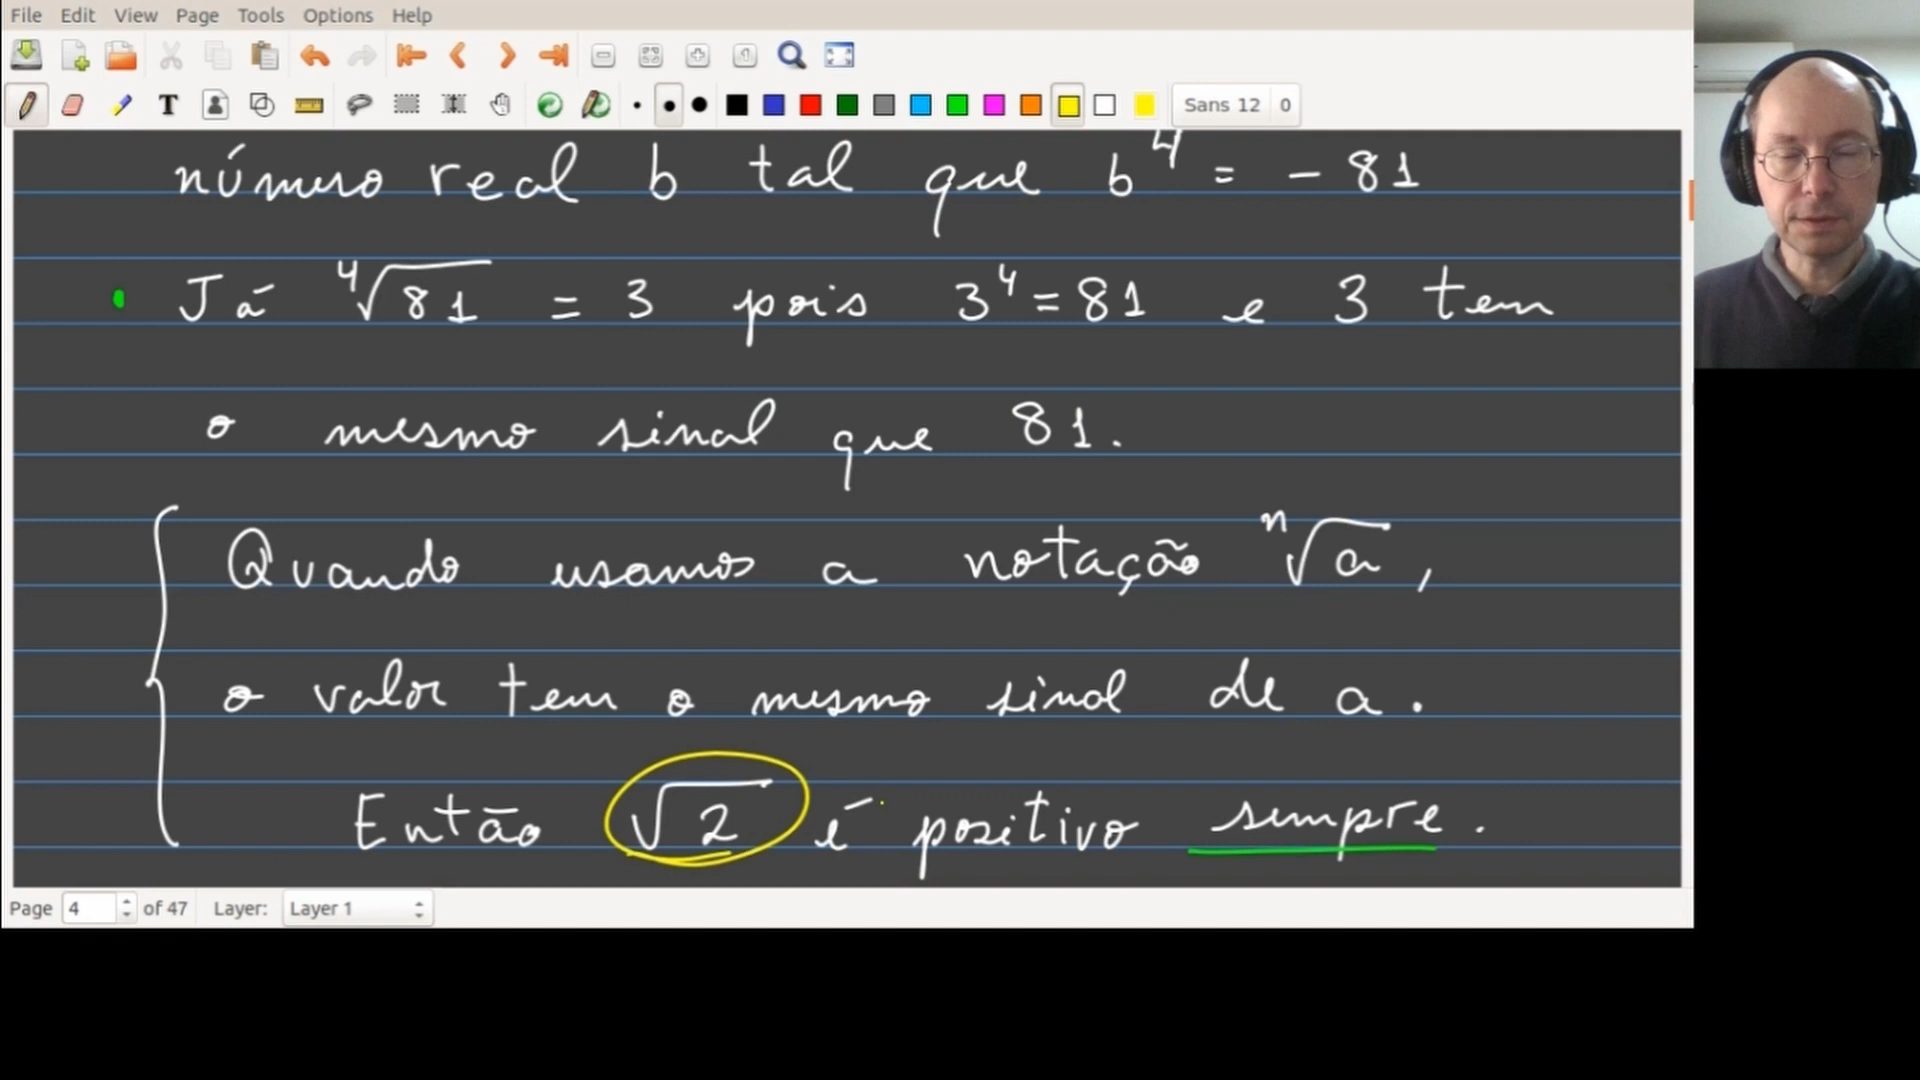 File Edit View Page Tools Options Help
Sans 12 0
número real b tal que b⁴ = - 81
Já ⁴√81 = 3 pois 3⁴ = 81 e 3 tem
o mesmo sinal que 81.
Quando usamos a notação ⁿ√a,
o valor tem o mesmo sinal de a.
Então √2 é positivo sempre.
Page 4 of 47 Layer: Layer 1